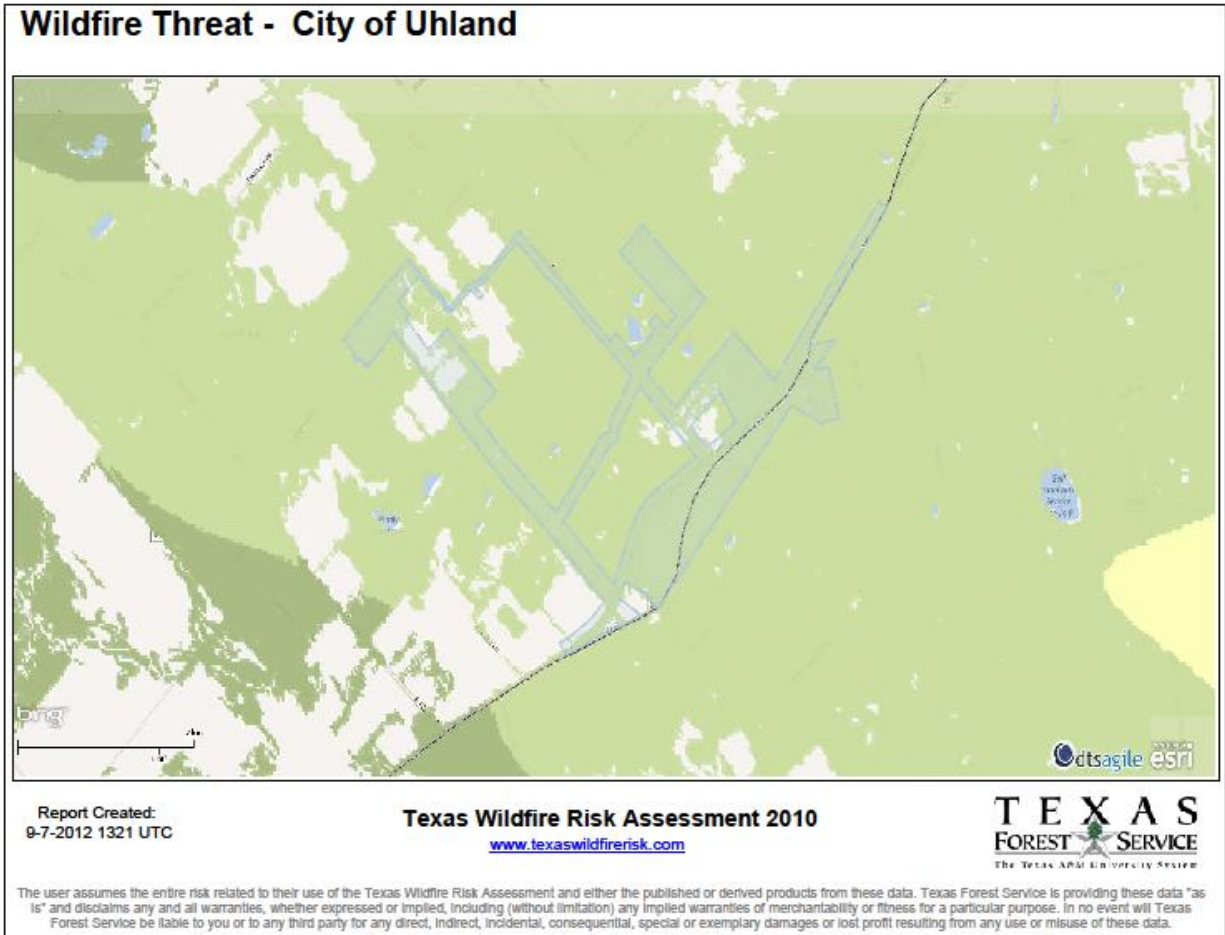 Wildfire Threat - City of Uhland
bing
dtsagile esri
Report Created:
9-7-2012 1321 UTC
Texas Wildfire Risk Assessment 2010
www.texaswildfirerisk.com
TEXAS
FOREST SERVICE
The Texas A&M University System
The user assumes the entire risk related to their use of the Texas Wildfire Risk Assessment and either the published or derived products from these data. Texas Forest Service is providing these data "as
is" and disclaims any and all warranties, whether expressed or implied, including (without limitation) any implied warranties of merchantability or fitness for a particular purpose. In no event will Texas
Forest Service be liable to you or to any third party for any direct, indirect, incidental, consequential, special or exemplary damages or lost profit resulting from any use or misuse of these data.